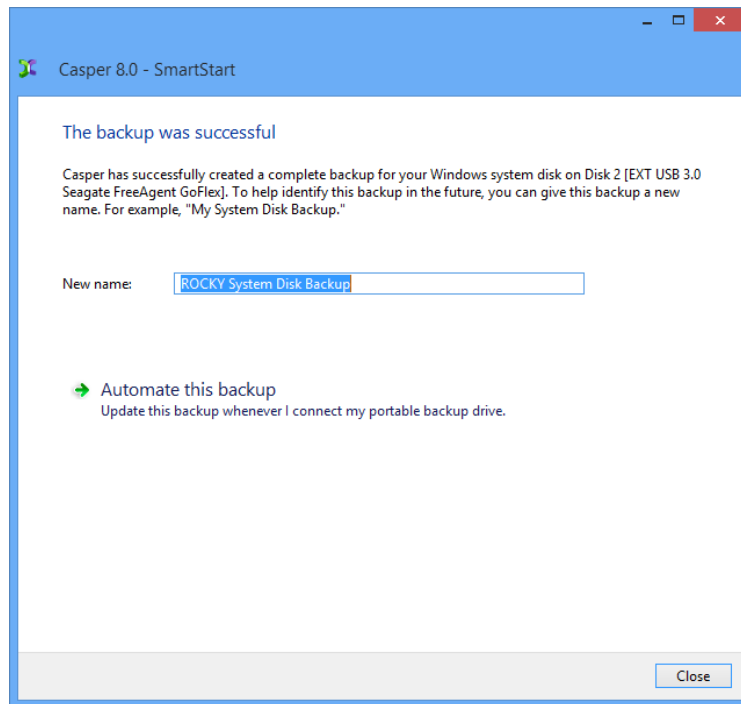 Casper 8.0 - SmartStart
The backup was successful
Casper has successfully created a complete backup for your Windows system disk on Disk 2 [EXT USB 3.0
Seagate FreeAgent GoFlex]. To help identify this backup in the future, you can give this backup a new
name. For example, "My System Disk Backup."
New name: ROCKY System Disk Backup
Automate this backup
Update this backup whenever I connect my portable backup drive.
Close